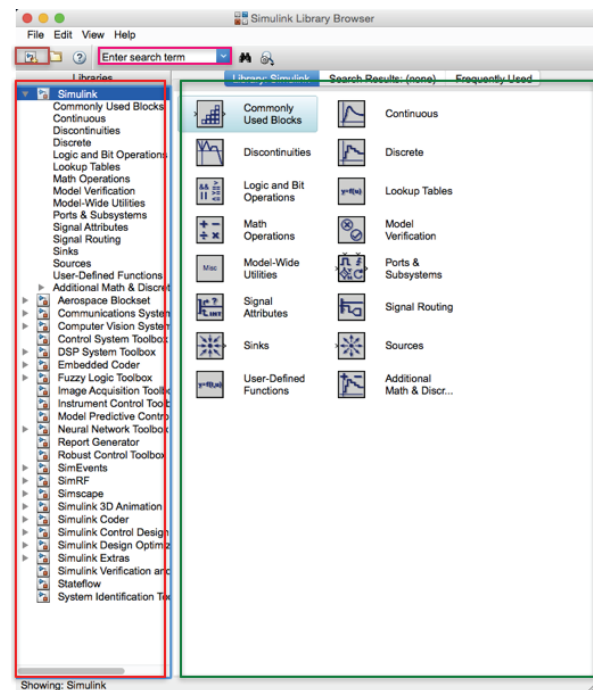 Simulink Library Browser
File Edit View Help
Enter search term
Libraries
Library: Simulink Search Results: (none) Frequently Used
Simulink
Commonly Used Blocks
Continuous
Discontinuities
Discrete
Logic and Bit Operations
Lookup Tables
Math Operations
Model Verification
Model-Wide Utilities
Ports & Subsystems
Signal Attributes
Signal Routing
Sinks
Sources
User-Defined Functions
Additional Math & Discret
Aerospace Blockset
Communications System
Computer Vision System
Control System Toolbox
DSP System Toolbox
Embedded Coder
Fuzzy Logic Toolbox
Image Acquisition Toolbo
Instrument Control Toolb
Model Predictive Contro
Neural Network Toolbox
Report Generator
Robust Control Toolbox
SimEvents
SimRF
Simscape
Simulink 3D Animation
Simulink Coder
Simulink Control Design
Simulink Design Optimiz
Simulink Extras
Simulink Verification and
Stateflow
System Identification Too
Commonly
Used Blocks
Continuous
Discontinuities
Discrete
Logic and Bit
Operations
y=f(u)
Lookup Tables
Math
Operations
Model
Verification
Misc
Model-Wide
Utilities
Ports &
Subsystems
Signal
Attributes
Signal Routing
Sinks
Sources
y=f(0,u)
User-Defined
Functions
Additional
Math & Discr...
Showing: Simulink